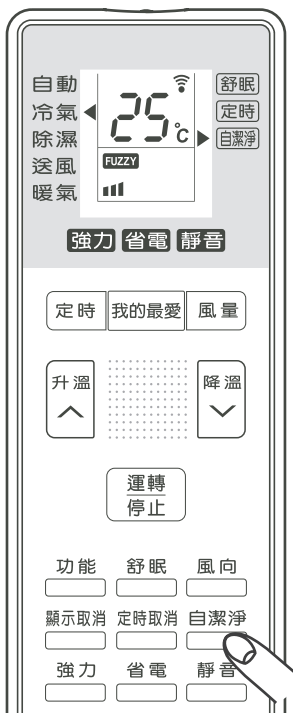 自動
冷氣
除濕
送風
暖氣
25℃
FUZZY
舒眠
定時
自潔淨
強力 省電 靜音
定時 我的最愛 風量
升溫 降溫
運轉
停止
功能 舒眠 風向
顯示取消 定時取消 自潔淨
強力 省電 靜音